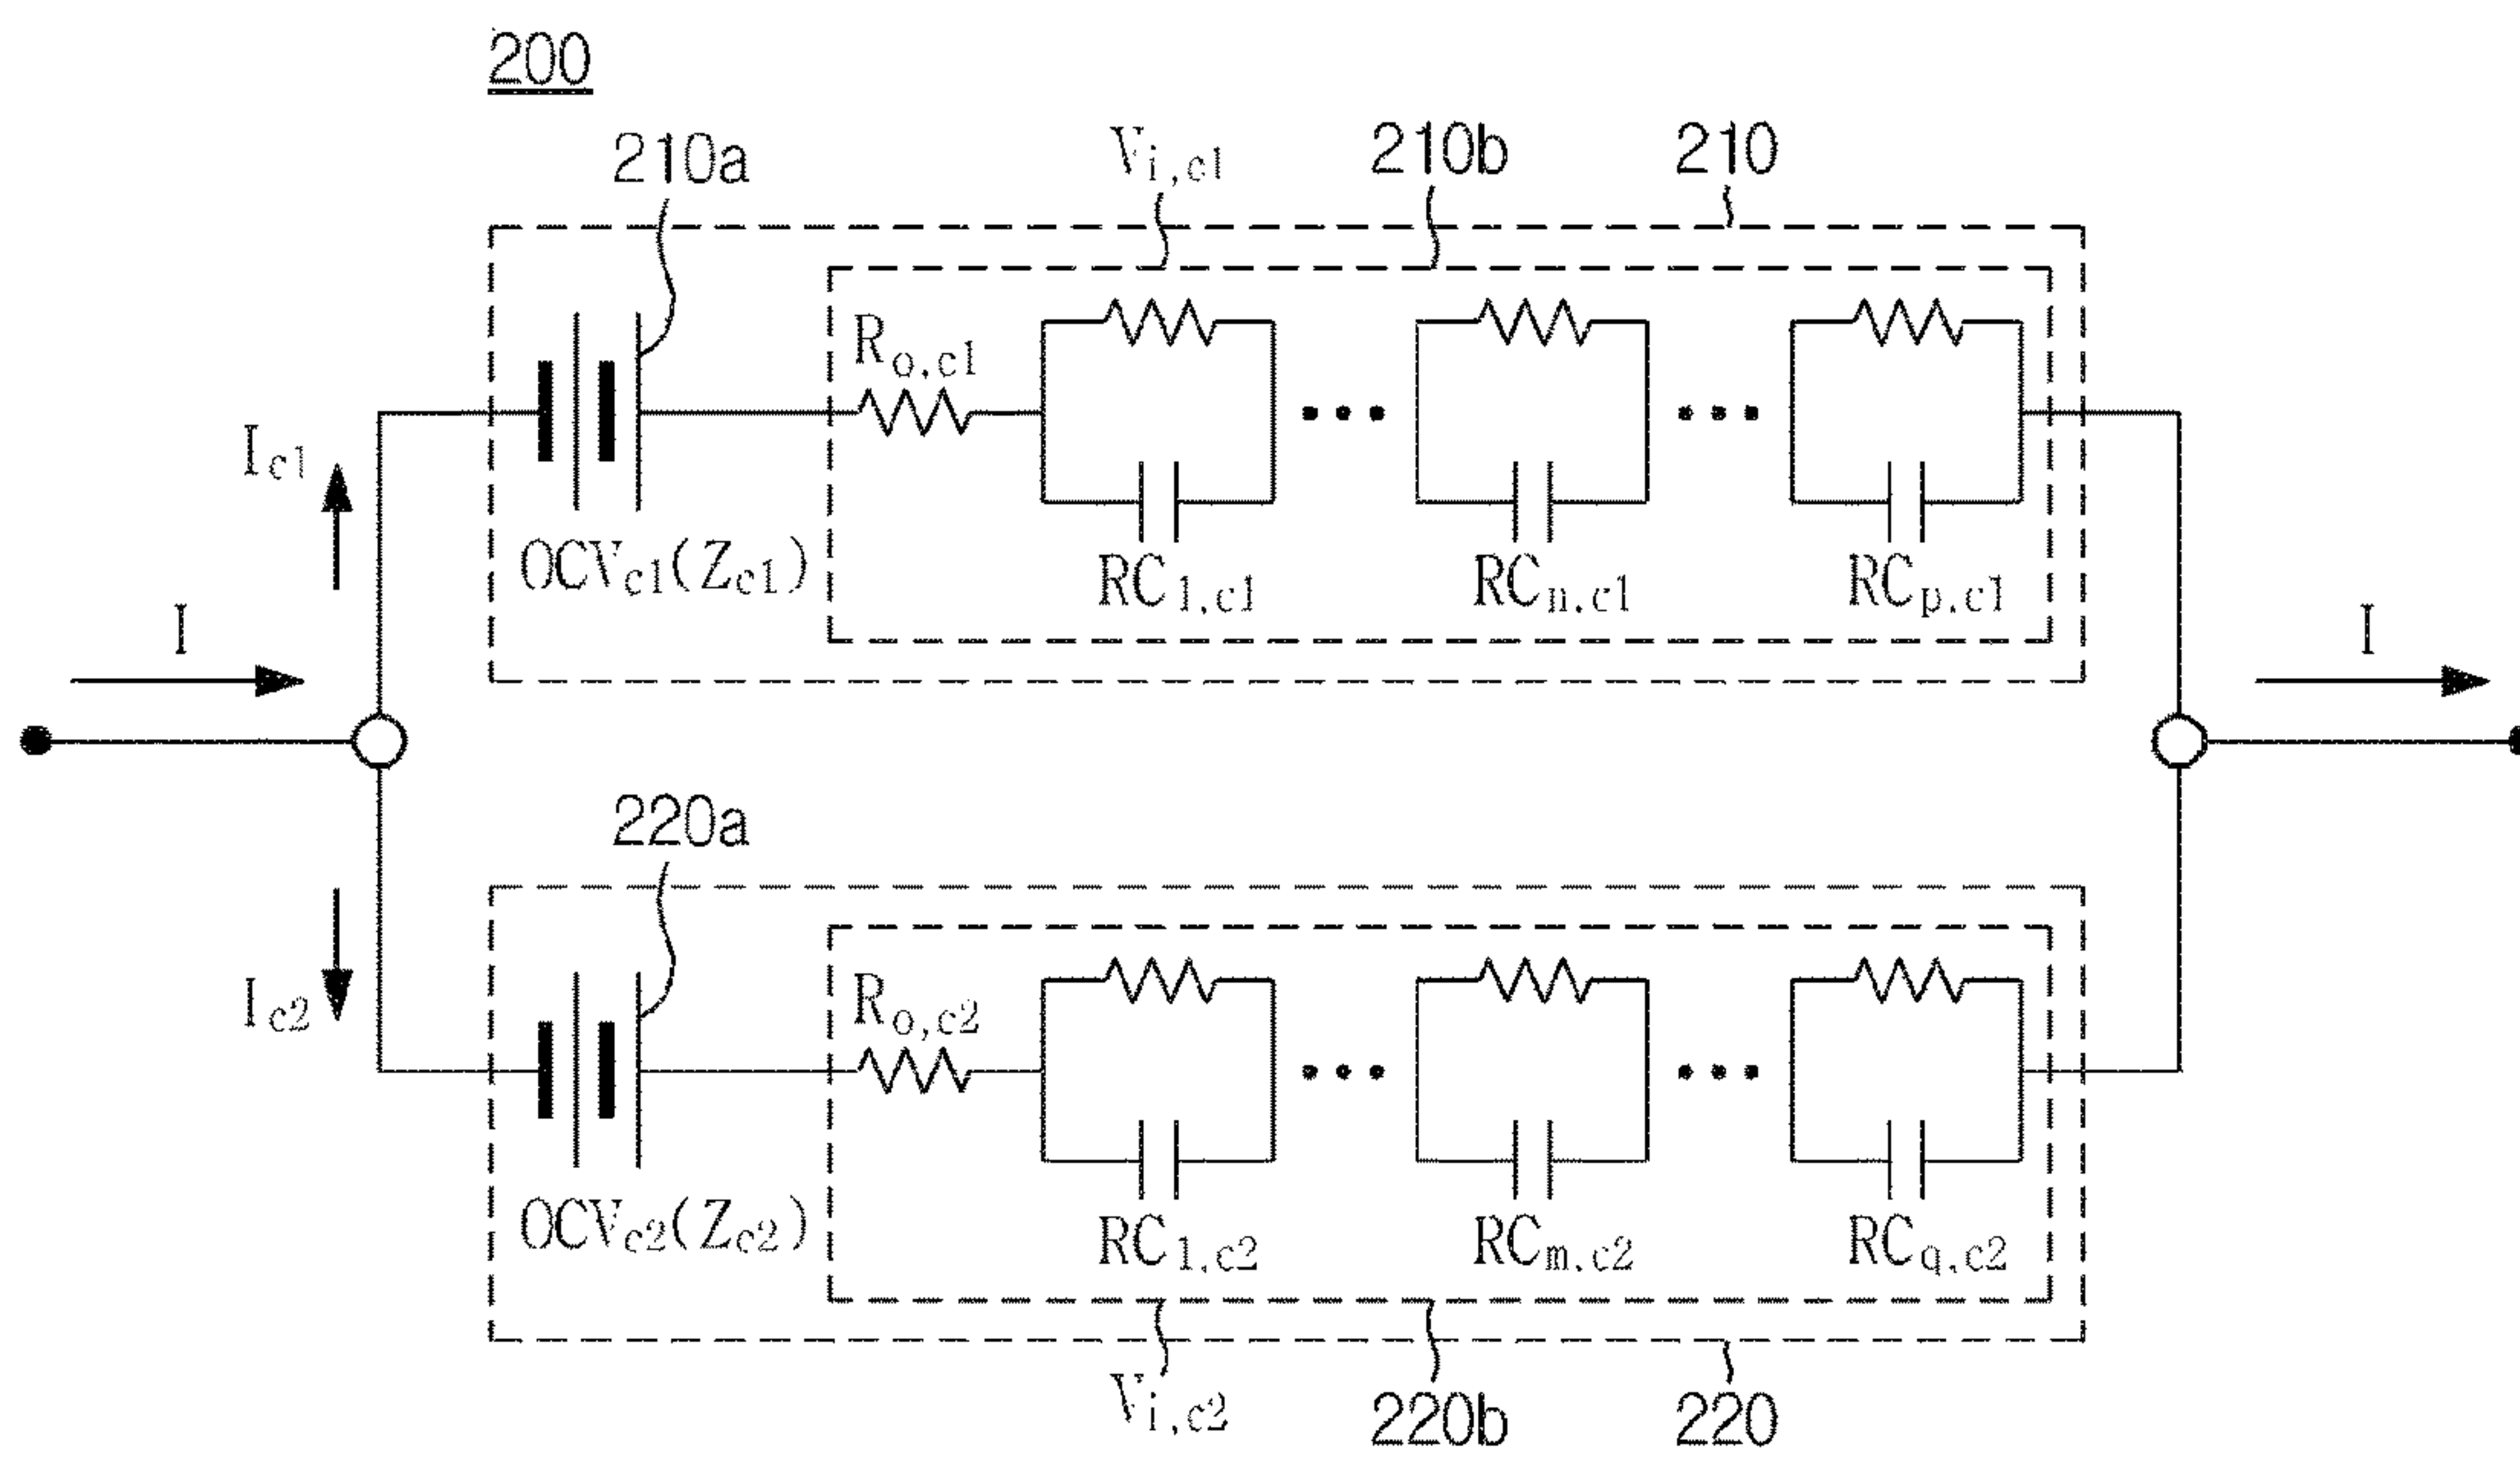 200
210a
Vi,c1
210b
210
Ro,c1
Ic1
OCVc1(Zc1)
RC1,c1
RCn,c1
RCp,c1
I
I
220a
Ro,c2
Ic2
OCVc2(Zc2)
RC1,c2
RCm,c2
RCq,c2
Vi,c2
220b
220